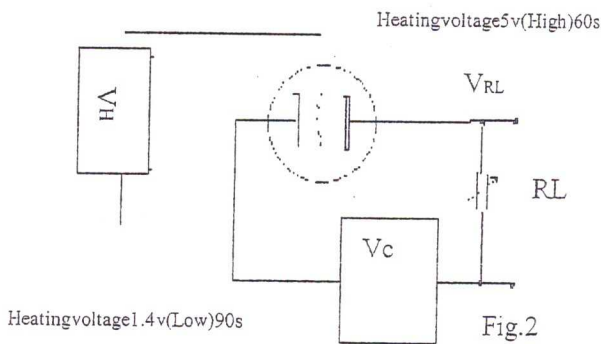 Heatingvoltage5v(High)60s
VH
VRL
RL
Vc
Heatingvoltage1.4v(Low)90s
Fig.2